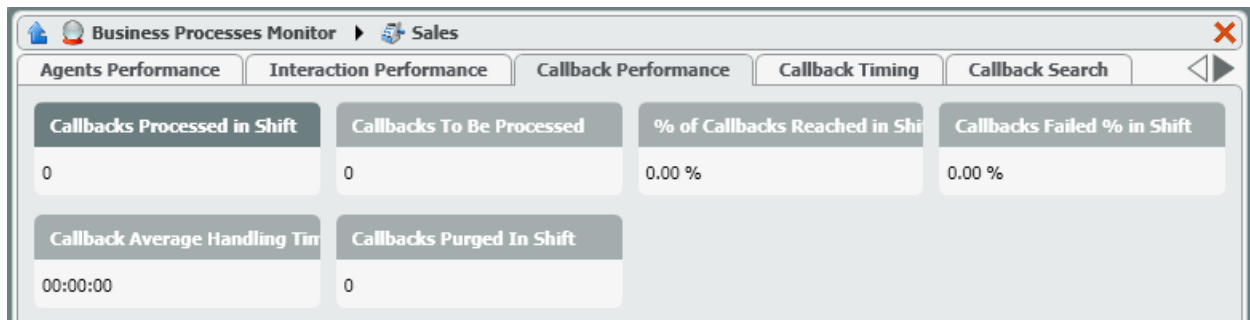 Business Processes Monitor Sales
Agents Performance Interaction Performance Callback Performance Callback Timing Callback Search
Callbacks Processed in Shift Callbacks To Be Processed % of Callbacks Reached in Shi Callbacks Failed % in Shift
0 0 0.00 % 0.00 %
Callback Average Handling Tim Callbacks Purged In Shift
00:00:00 0